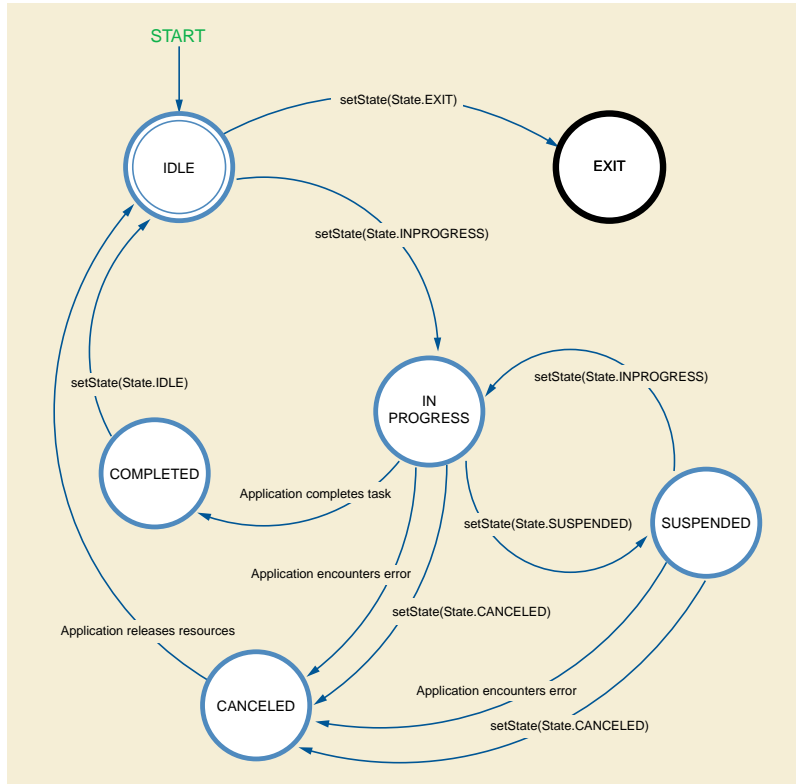 START
setState(State.EXIT)
IDLE
EXIT
setState(State.INPROGRESS)
setState(State.INPROGRESS)
setState(State.IDLE)
IN
PROGRESS
COMPLETED
Application completes task
setState(State.SUSPENDED)
SUSPENDED
Application encounters error
setState(State.CANCELED)
Application releases resources
CANCELED
Application encounters error
setState(State.CANCELED)